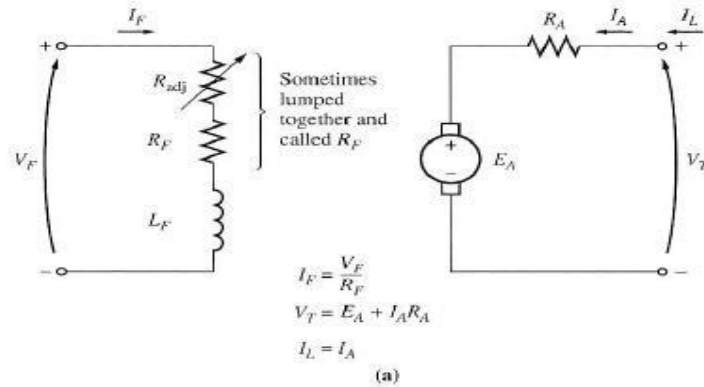 I_F
R_A
I_A
I_L
+
+
R_adj
Sometimes
lumped
together and
called R_F
R_F
V_F
+
−
E_A
V_T
L_F
−
−
I_F = V_F / R_F
V_T = E_A + I_A R_A
I_L = I_A
(a)